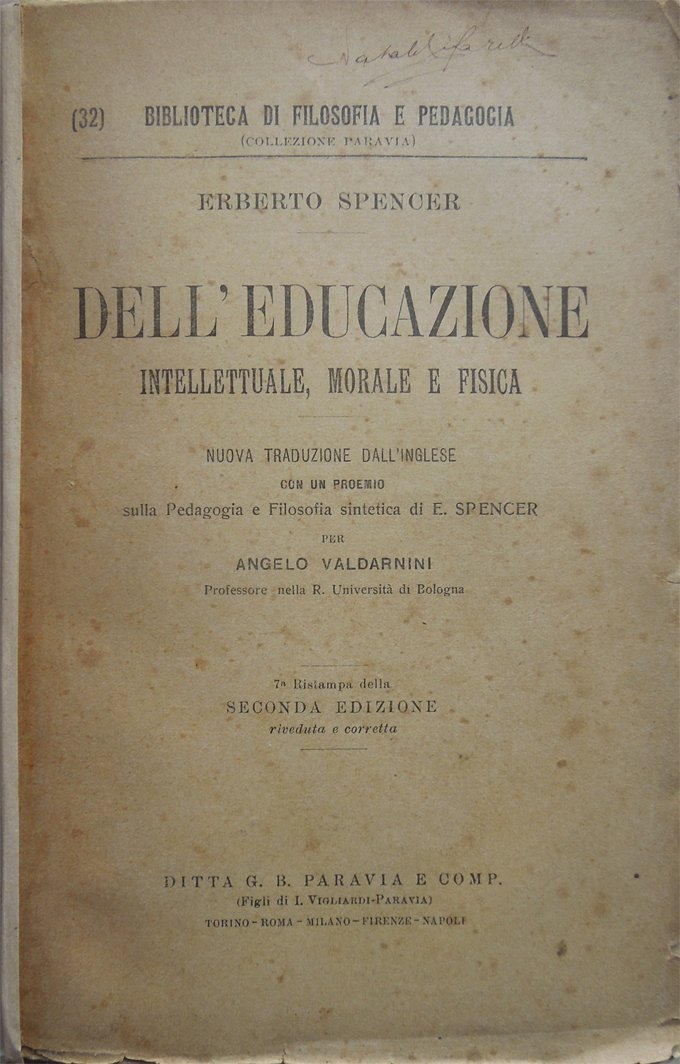 (32) BIBLIOTECA DI FILOSOFIA E PEDAGOGIA
(COLLEZIONE PARAVIA)
ERBERTO SPENCER
DELL'EDUCAZIONE
INTELLETTUALE, MORALE E FISICA
NUOVA TRADUZIONE DALL'INGLESE
CON UN PROEMIO
sulla Pedagogia e Filosofia sintetica di E. SPENCER
PER
ANGELO VALDARNINI
Professore nella R. Università di Bologna
7ª Ristampa della
SECONDA EDIZIONE
riveduta e corretta
DITTA G. B. PARAVIA E COMP.
(Figli di I. VIGLIARDI-PARAVIA)
TORINO - ROMA - MILANO - FIRENZE - NAPOLI